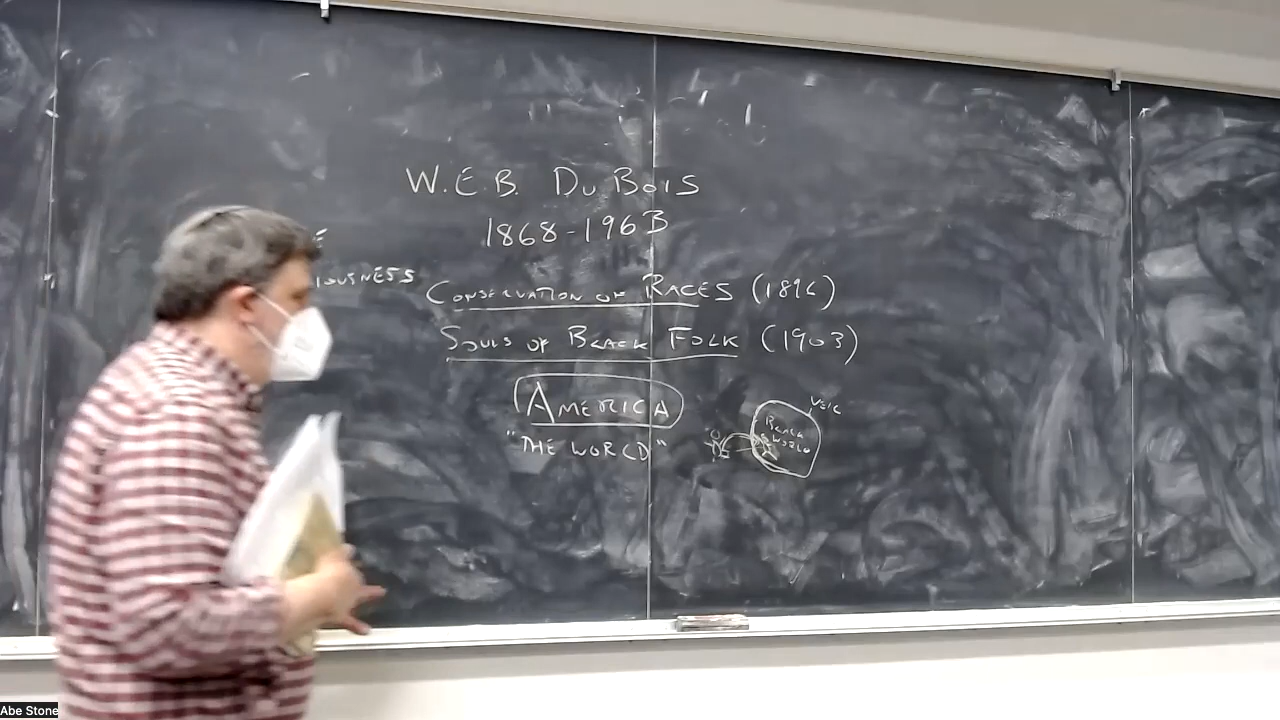 W.E.B. Du Bois
1868-1963
IOUSNESS
CONSERVATION OF RACES (1896)
SOULS OF BLACK FOLK (1903)
AMERICA
"THE WORLD"
VEIL
BLACK
WORLD
Abe Stone